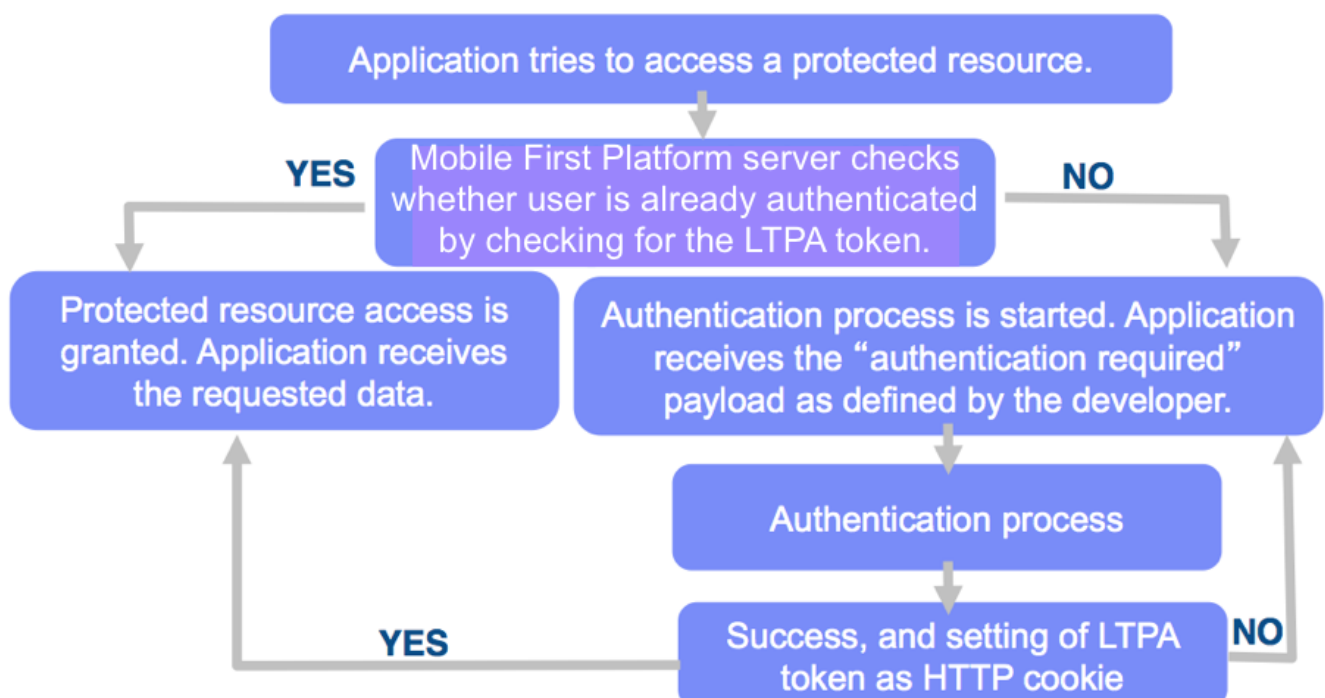 Application tries to access a protected resource.
YES
Mobile First Platform server checks
whether user is already authenticated
by checking for the LTPA token.
NO
Protected resource access is
granted. Application receives
the requested data.
Authentication process is started. Application
receives the “authentication required”
payload as defined by the developer.
Authentication process
YES
Success, and setting of LTPA
token as HTTP cookie
NO